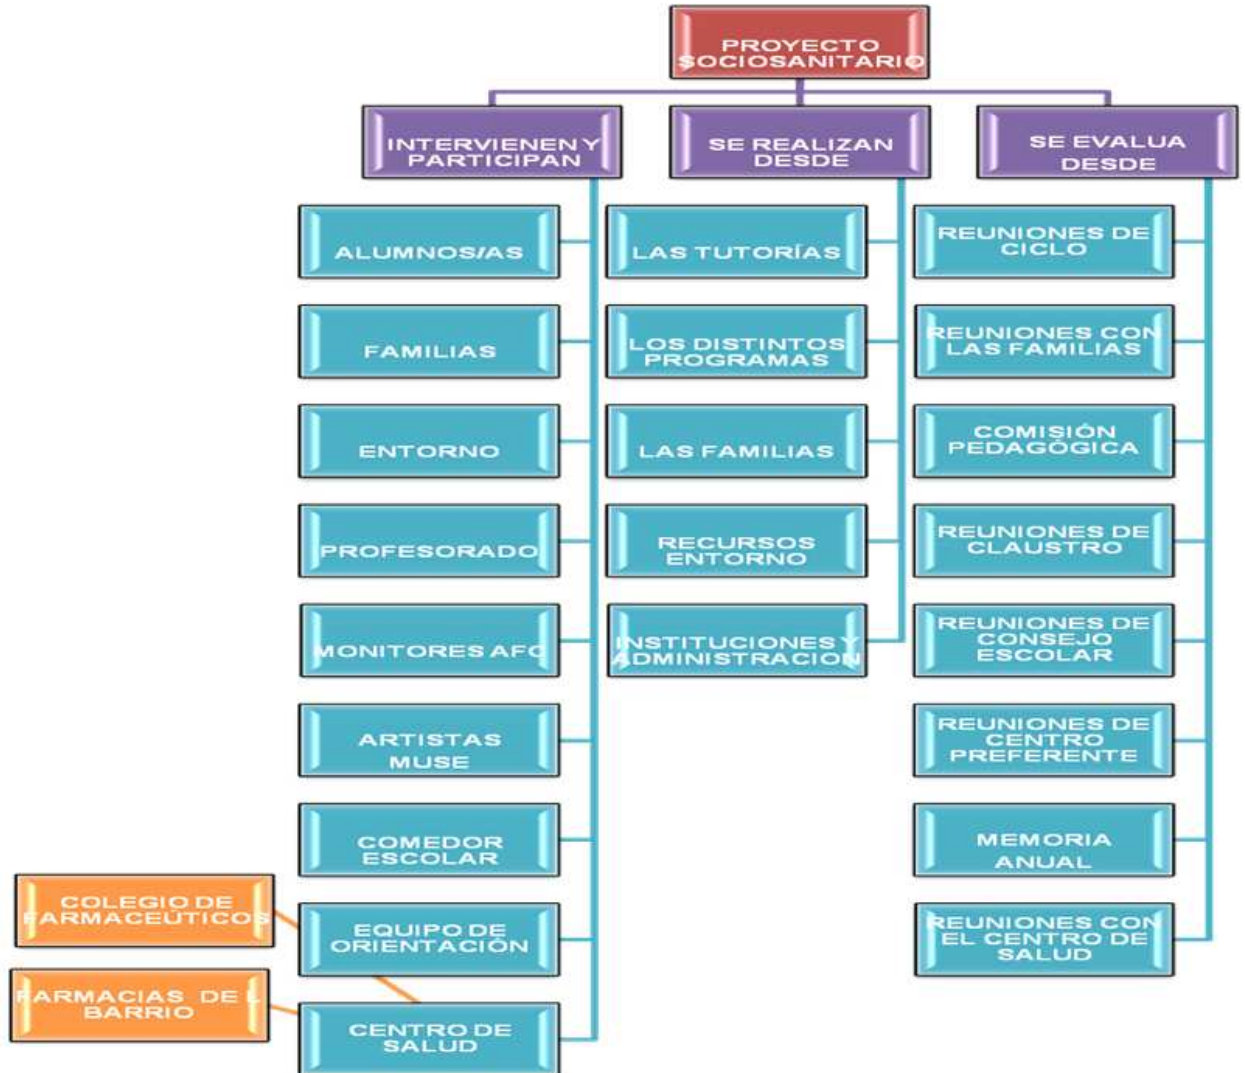 PROYECTO
SOCIOSANITARIO
INTERVIENEN Y
PARTICIPAN
ALUMNOS/AS
FAMILIAS
ENTORNO
PROFESORADO
MONITORES AFC
ARTISTAS
MUSE
COMEDOR
ESCOLAR
EQUIPO DE
ORIENTACIÓN
CENTRO DE
SALUD
COLEGIO DE
FARMACEÚTICOS
FARMACIAS DE L
BARRIO
SE REALIZAN
DESDE
LAS TUTORÍAS
LOS DISTINTOS
PROGRAMAS
LAS FAMILIAS
RECURSOS
ENTORNO
INSTITUCIONES Y
ADMINISTRACION
SE EVALUA
DESDE
REUNIONES DE
CICLO
REUNIONES CON
LAS FAMILIAS
COMISIÓN
PEDAGÓGICA
REUNIONES DE
CLAUSTRO
REUNIONES DE
CONSEJO
ESCOLAR
REUNIONES DE
CENTRO
PREFERENTE
MEMORIA
ANUAL
REUNIONES CON
EL CENTRO DE
SALUD